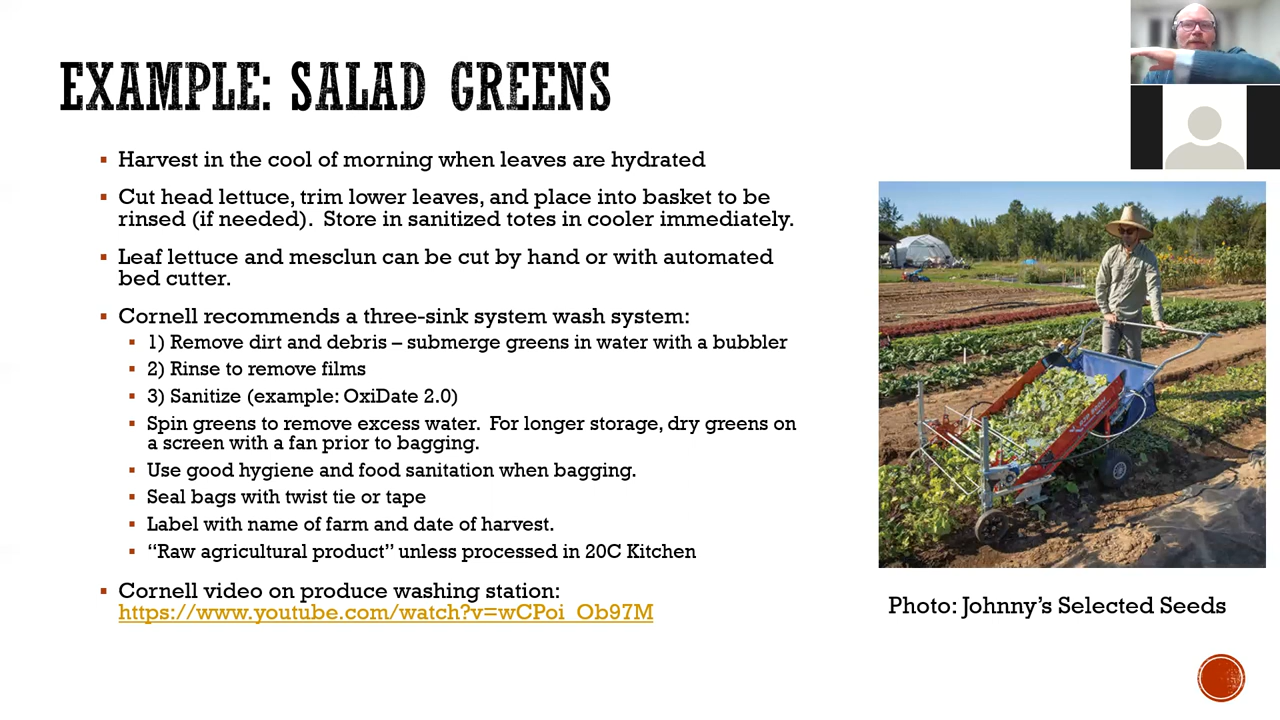 EXAMPLE: SALAD GREENS
Harvest in the cool of morning when leaves are hydrated
Cut head lettuce, trim lower leaves, and place into basket to be
rinsed (if needed). Store in sanitized totes in cooler immediately.
Leaf lettuce and mesclun can be cut by hand or with automated
bed cutter.
Cornell recommends a three-sink system wash system:
1) Remove dirt and debris – submerge greens in water with a bubbler
2) Rinse to remove films
3) Sanitize (example: OxiDate 2.0)
Spin greens to remove excess water. For longer storage, dry greens on
a screen with a fan prior to bagging.
Use good hygiene and food sanitation when bagging.
Seal bags with twist tie or tape
Label with name of farm and date of harvest.
“Raw agricultural product” unless processed in 20C Kitchen
Cornell video on produce washing station:
https://www.youtube.com/watch?v=wCPoi_Ob97M
Photo: Johnny’s Selected Seeds